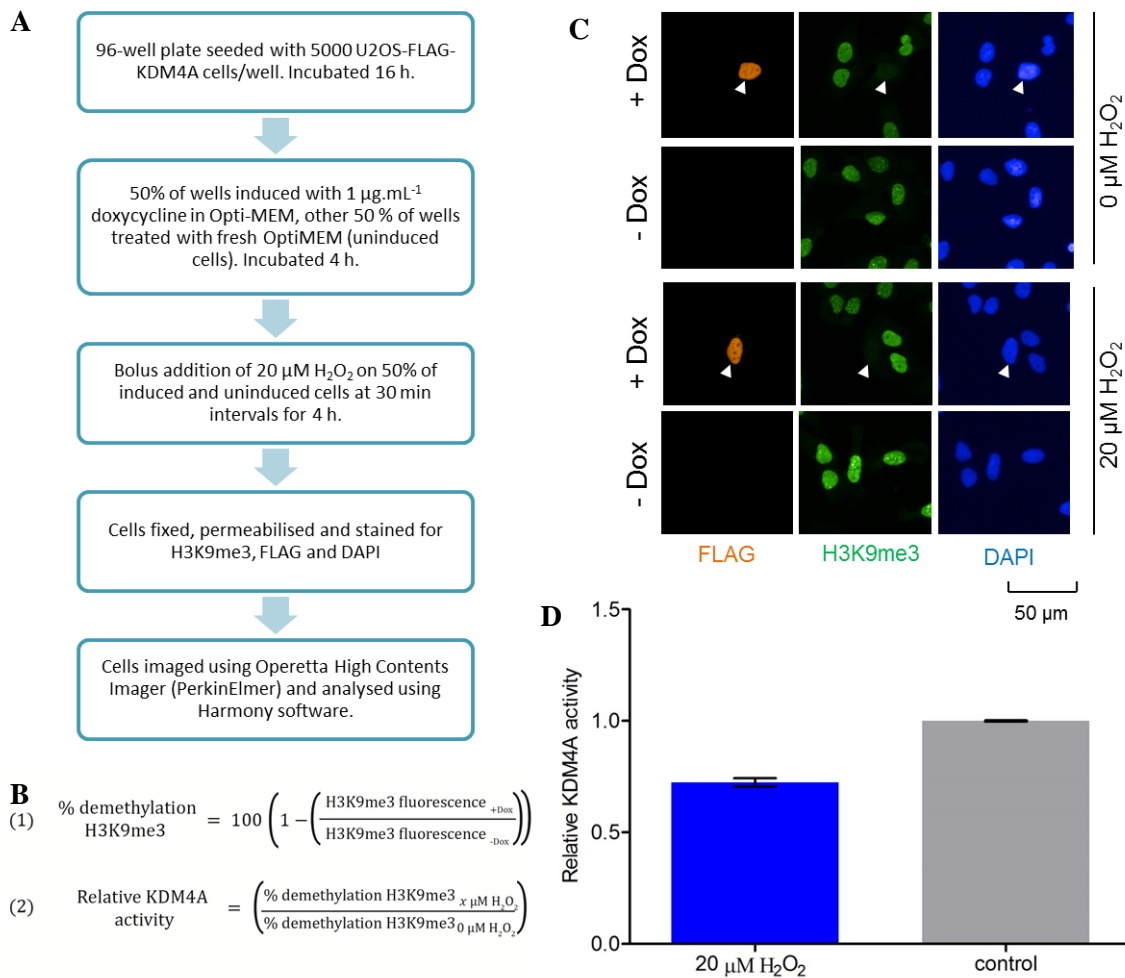 A
96-well plate seeded with 5000 U2OS-FLAG-
KDM4A cells/well. Incubated 16 h.
50% of wells induced with 1 µg.mL-1
doxycycline in Opti-MEM, other 50 % of wells
treated with fresh OptiMEM (uninduced
cells). Incubated 4 h.
Bolus addition of 20 µM H2O2 on 50% of
induced and uninduced cells at 30 min
intervals for 4 h.
Cells fixed, permeabilised and stained for
H3K9me3, FLAG and DAPI
Cells imaged using Operetta High Contents
Imager (PerkinElmer) and analysed using
Harmony software.
B
(1) % demethylation H3K9me3 = 100 (1 − (H3K9me3 fluorescence +Dox / H3K9me3 fluorescence -Dox))
(2) Relative KDM4A activity = (% demethylation H3K9me3 x µM H2O2 / % demethylation H3K9me3 0 µM H2O2)
C
+ Dox
- Dox
0 µM H2O2
+ Dox
- Dox
20 µM H2O2
FLAG
H3K9me3
DAPI
50 µm
D
Relative KDM4A activity
1.5
1.0
0.5
0.0
20 µM H2O2
control